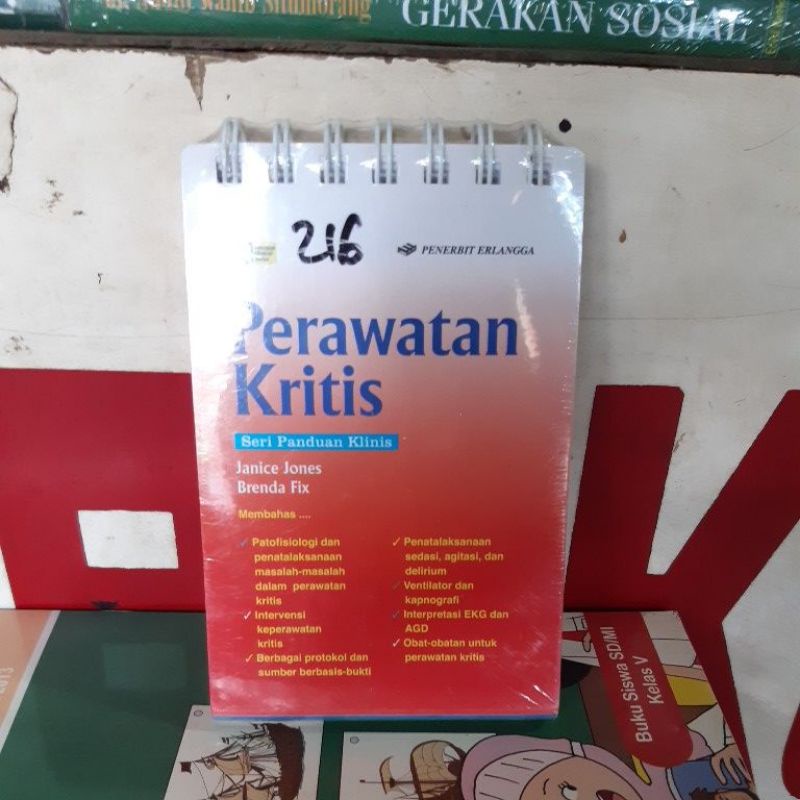 GERAKAN SOSIAL
216
PENERBIT ERLANGGA
Perawatan
Kritis
Seri Panduan Klinis
Janice Jones
Brenda Fix
Membahas ....
✓ Patofisiologi dan
penatalaksanaan
masalah-masalah
dalam perawatan
kritis
✓ Intervensi
keperawatan
kritis
✓ Berbagai protokol dan
sumber berbasis-bukti
✓ Penatalaksanaan
sedasi, agitasi, dan
delirium
✓ Ventilator dan
kapnografi
✓ Interpretasi EKG dan
AGD
✓ Obat-obatan untuk
perawatan kritis
Buku Siswa SD/MI
Kelas V